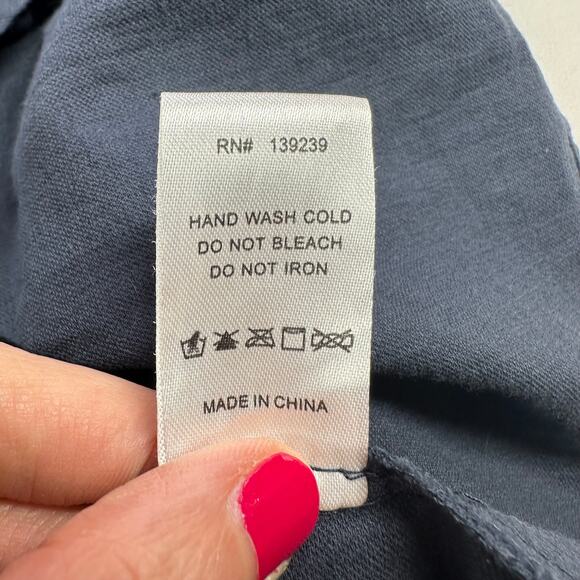 RN# 139239
HAND WASH COLD
DO NOT BLEACH
DO NOT IRON
MADE IN CHINA